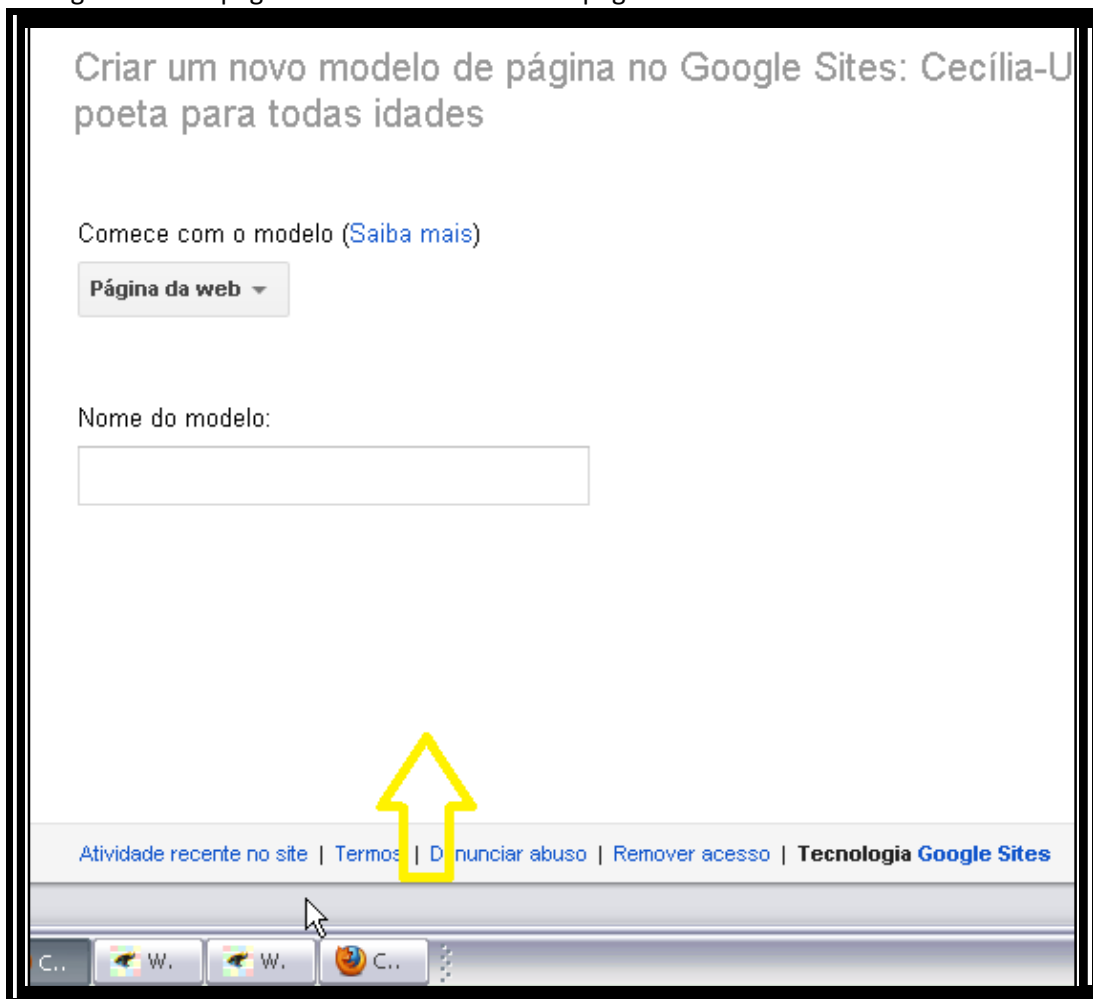 Criar um novo modelo de página no Google Sites: Cecília-U
poeta para todas idades
Comece com o modelo (Saiba mais)
Página da web
Nome do modelo:
Atividade recente no site | Termos | Denunciar abuso | Remover acesso | Tecnologia Google Sites
C.. W. W. C..